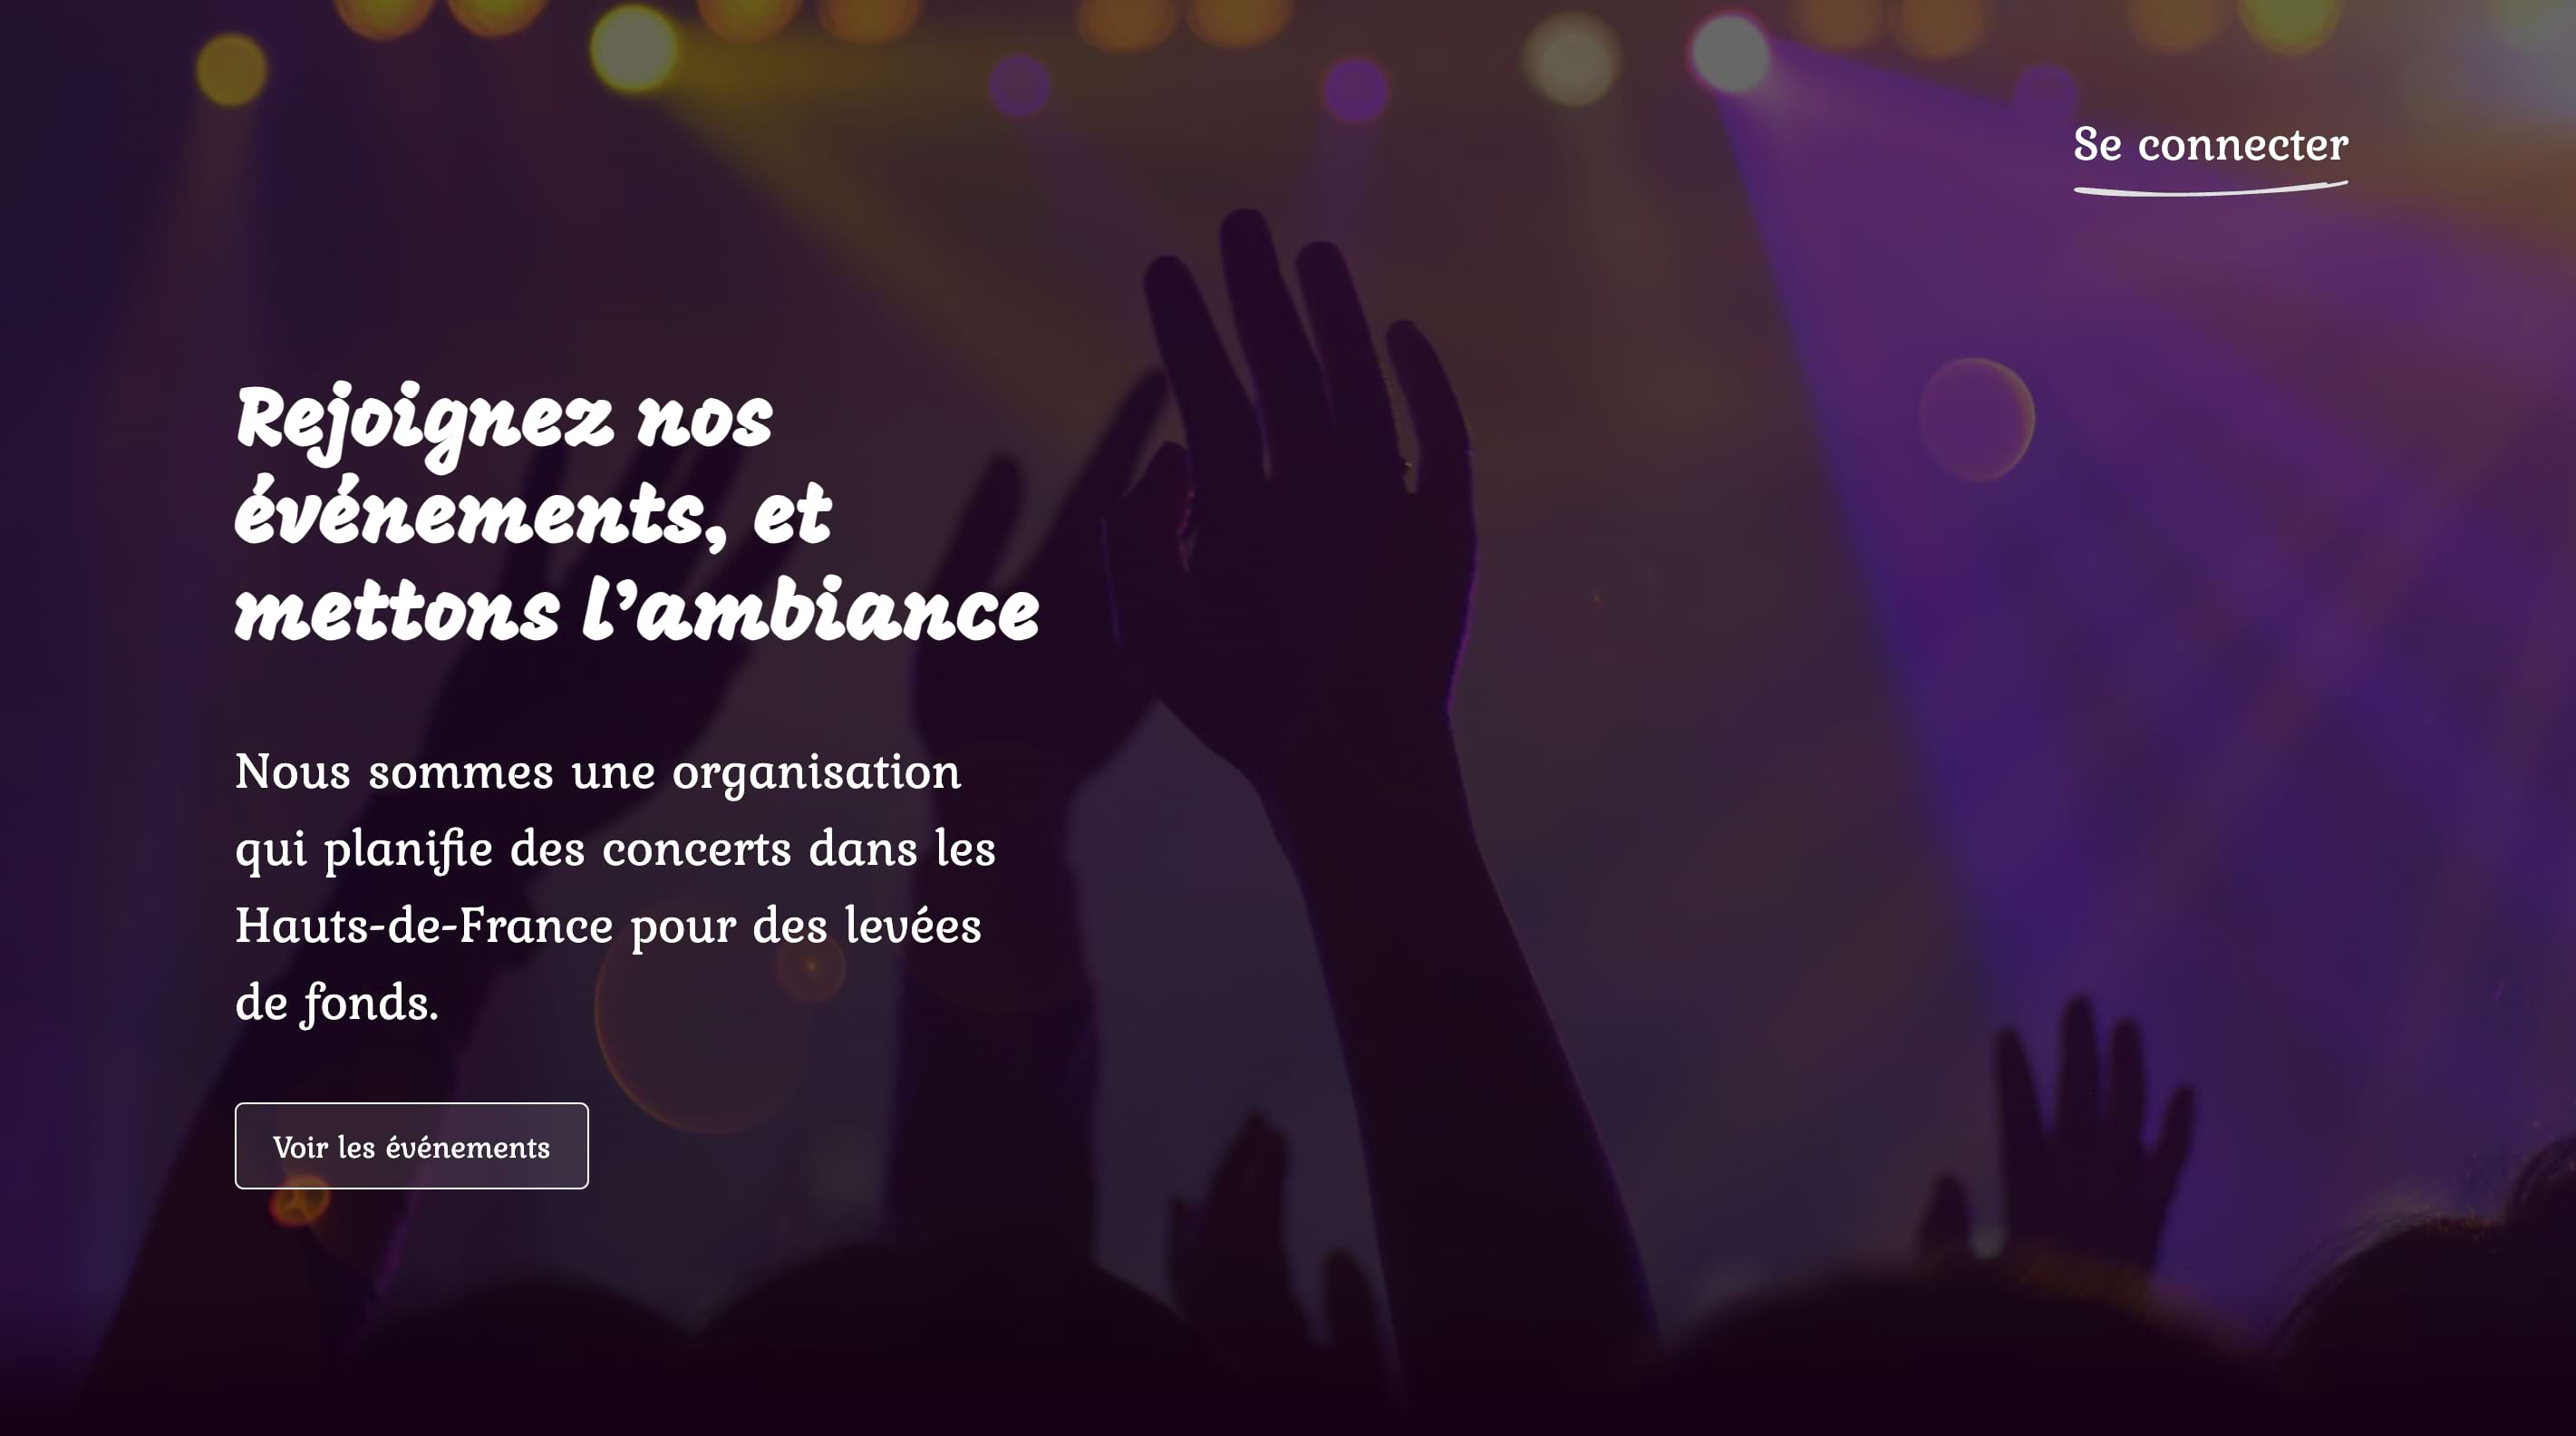 Se connecter
Rejoignez nos
événements, et
mettons l’ambiance
Nous sommes une organisation
qui planifie des concerts dans les
Hauts-de-France pour des levées
de fonds.
Voir les événements